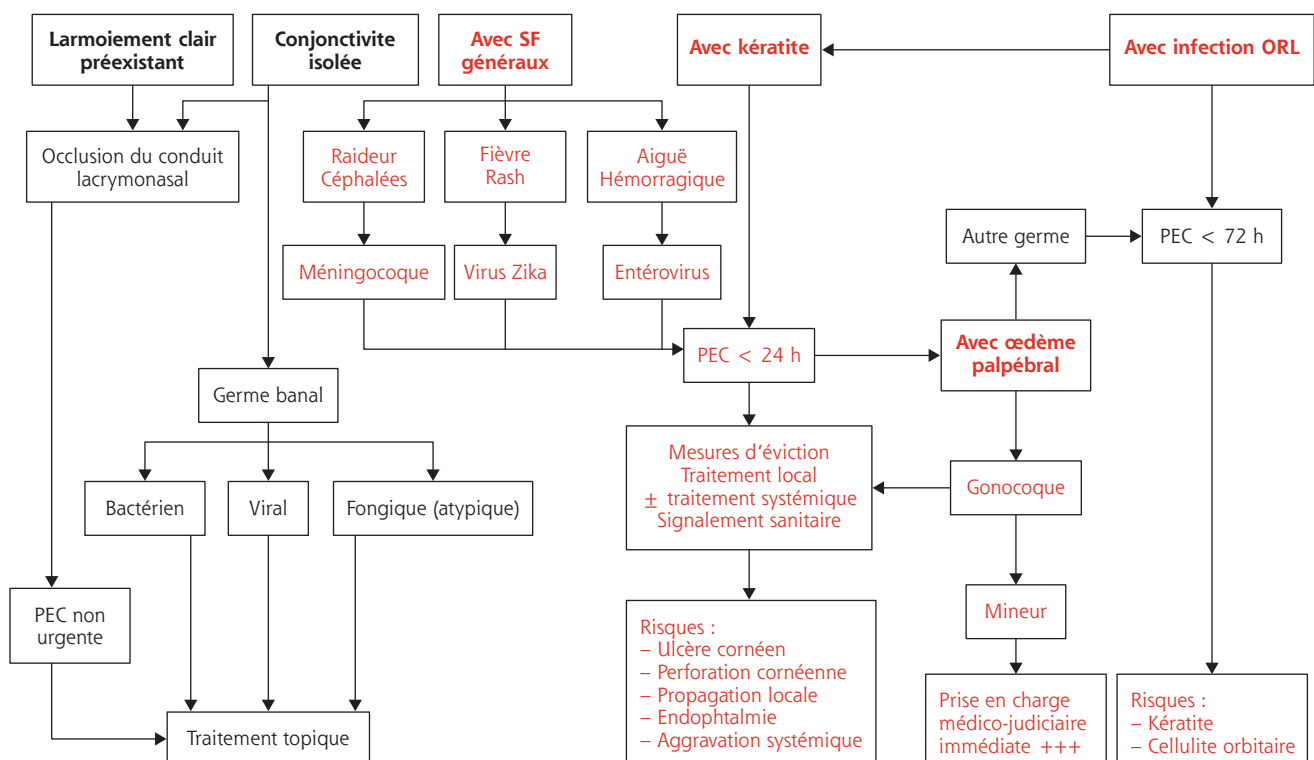 Larmoiement clair
préexistant
Conjonctivite
isolée
Avec SF
généraux
Avec kératite
Avec infection ORL
Occlusion du conduit
lacrymonasal
Raideur
Céphalées
Fièvre
Rash
Aiguë
Hémorragique
Autre germe
PEC < 72 h
Méningocoque
Virus Zika
Entérovirus
PEC < 24 h
Avec œdème
palpébral
Germe banal
Mesures d'éviction
Traitement local
± traitement systémique
Signalement sanitaire
Gonocoque
Bactérien
Viral
Fongique (atypique)
PEC non
urgente
Mineur
Risques :
– Ulcère cornéen
– Perforation cornéenne
– Propagation locale
– Endophtalmie
– Aggravation systémique
Prise en charge
médico-judiciaire
immédiate +++
Risques :
– Kératite
– Cellulite orbitaire
Traitement topique